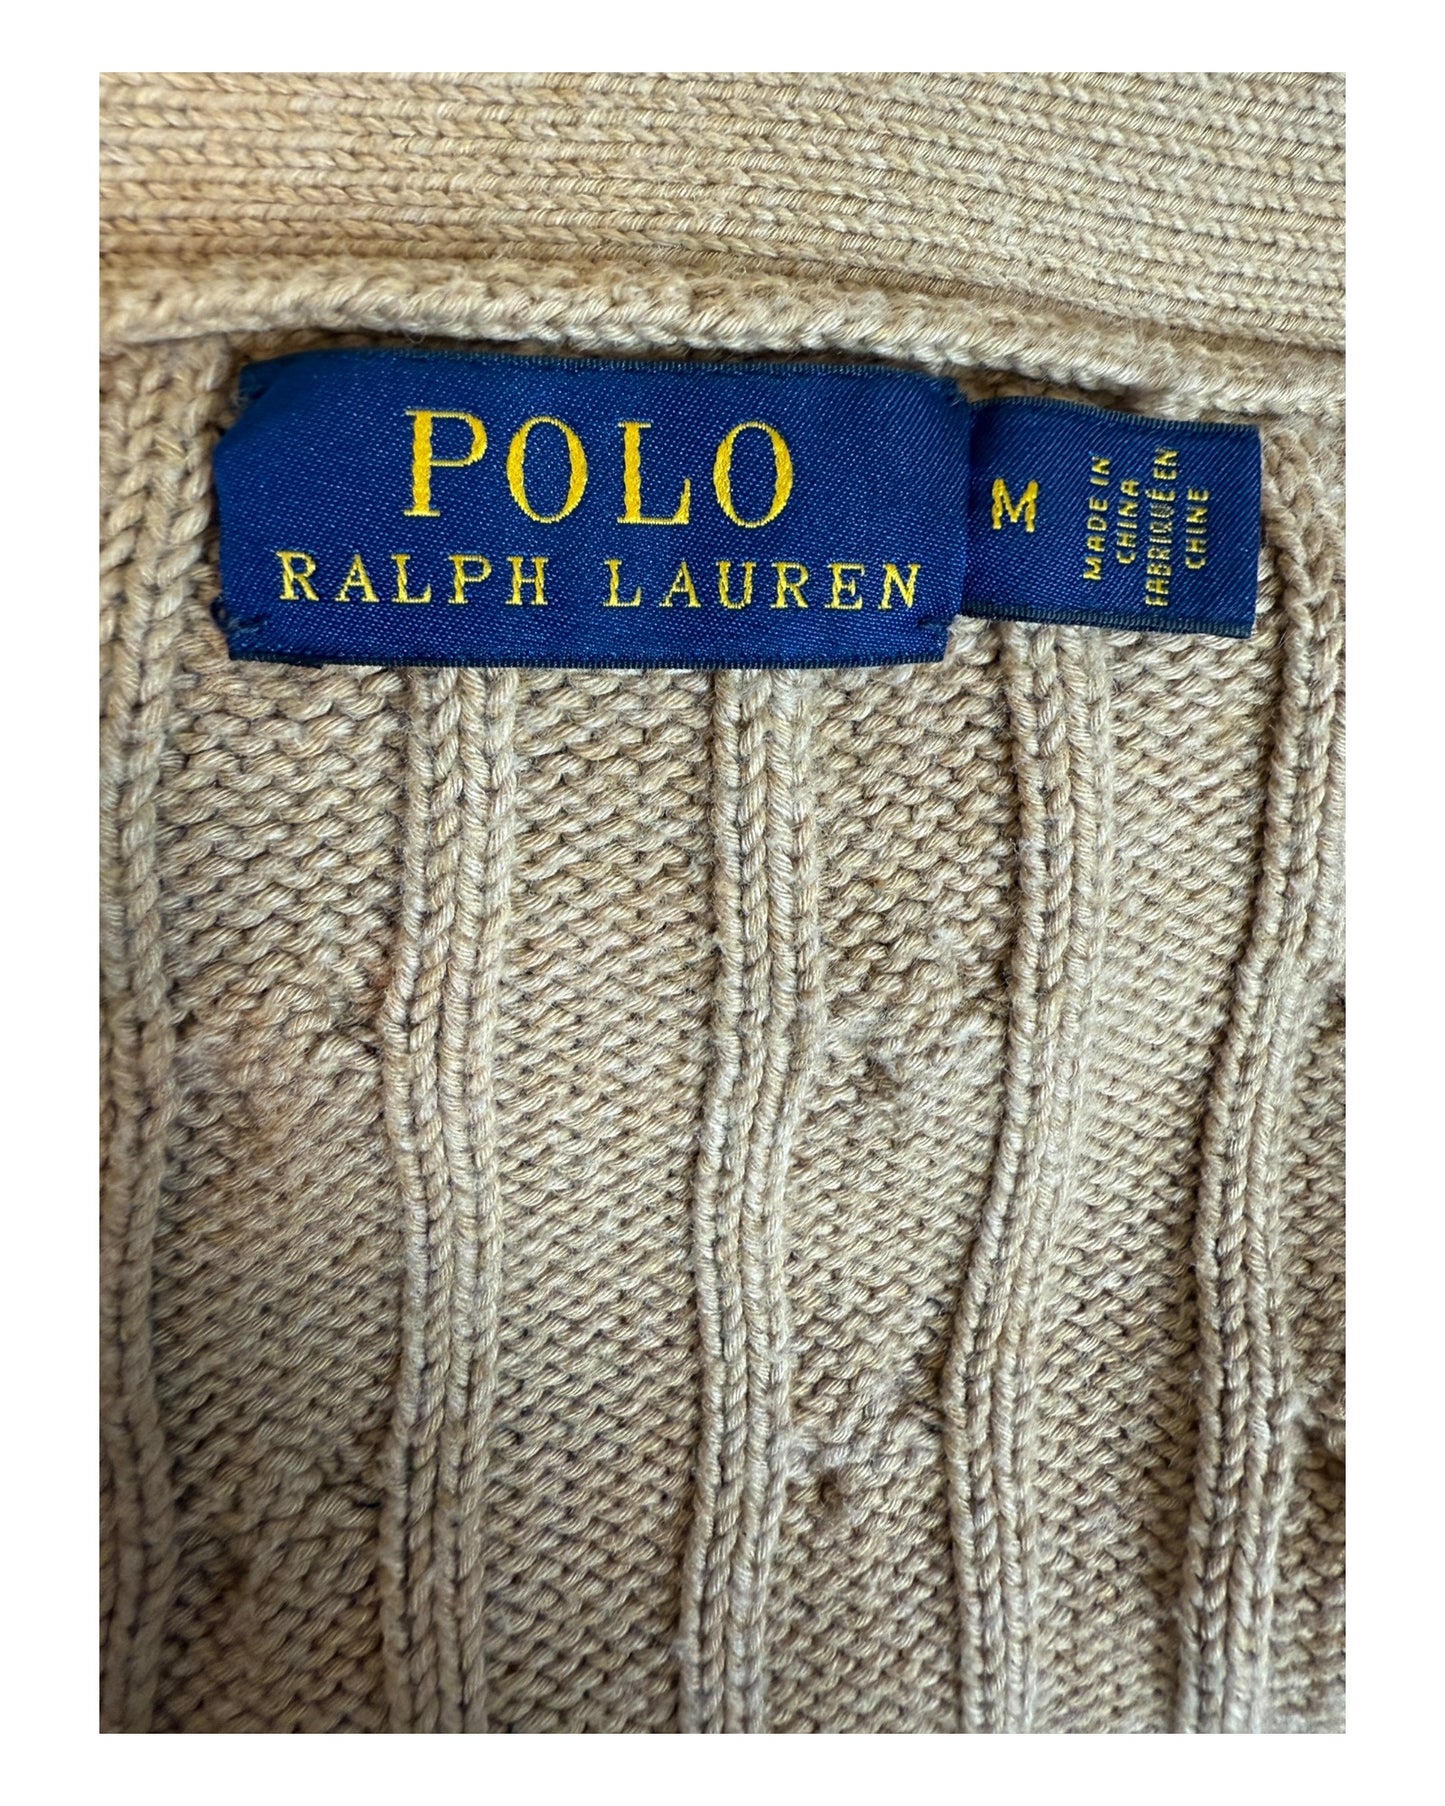 POLO
RALPH LAUREN
M
MADE IN
CHINA
FABRIQUÉ EN
CHINE